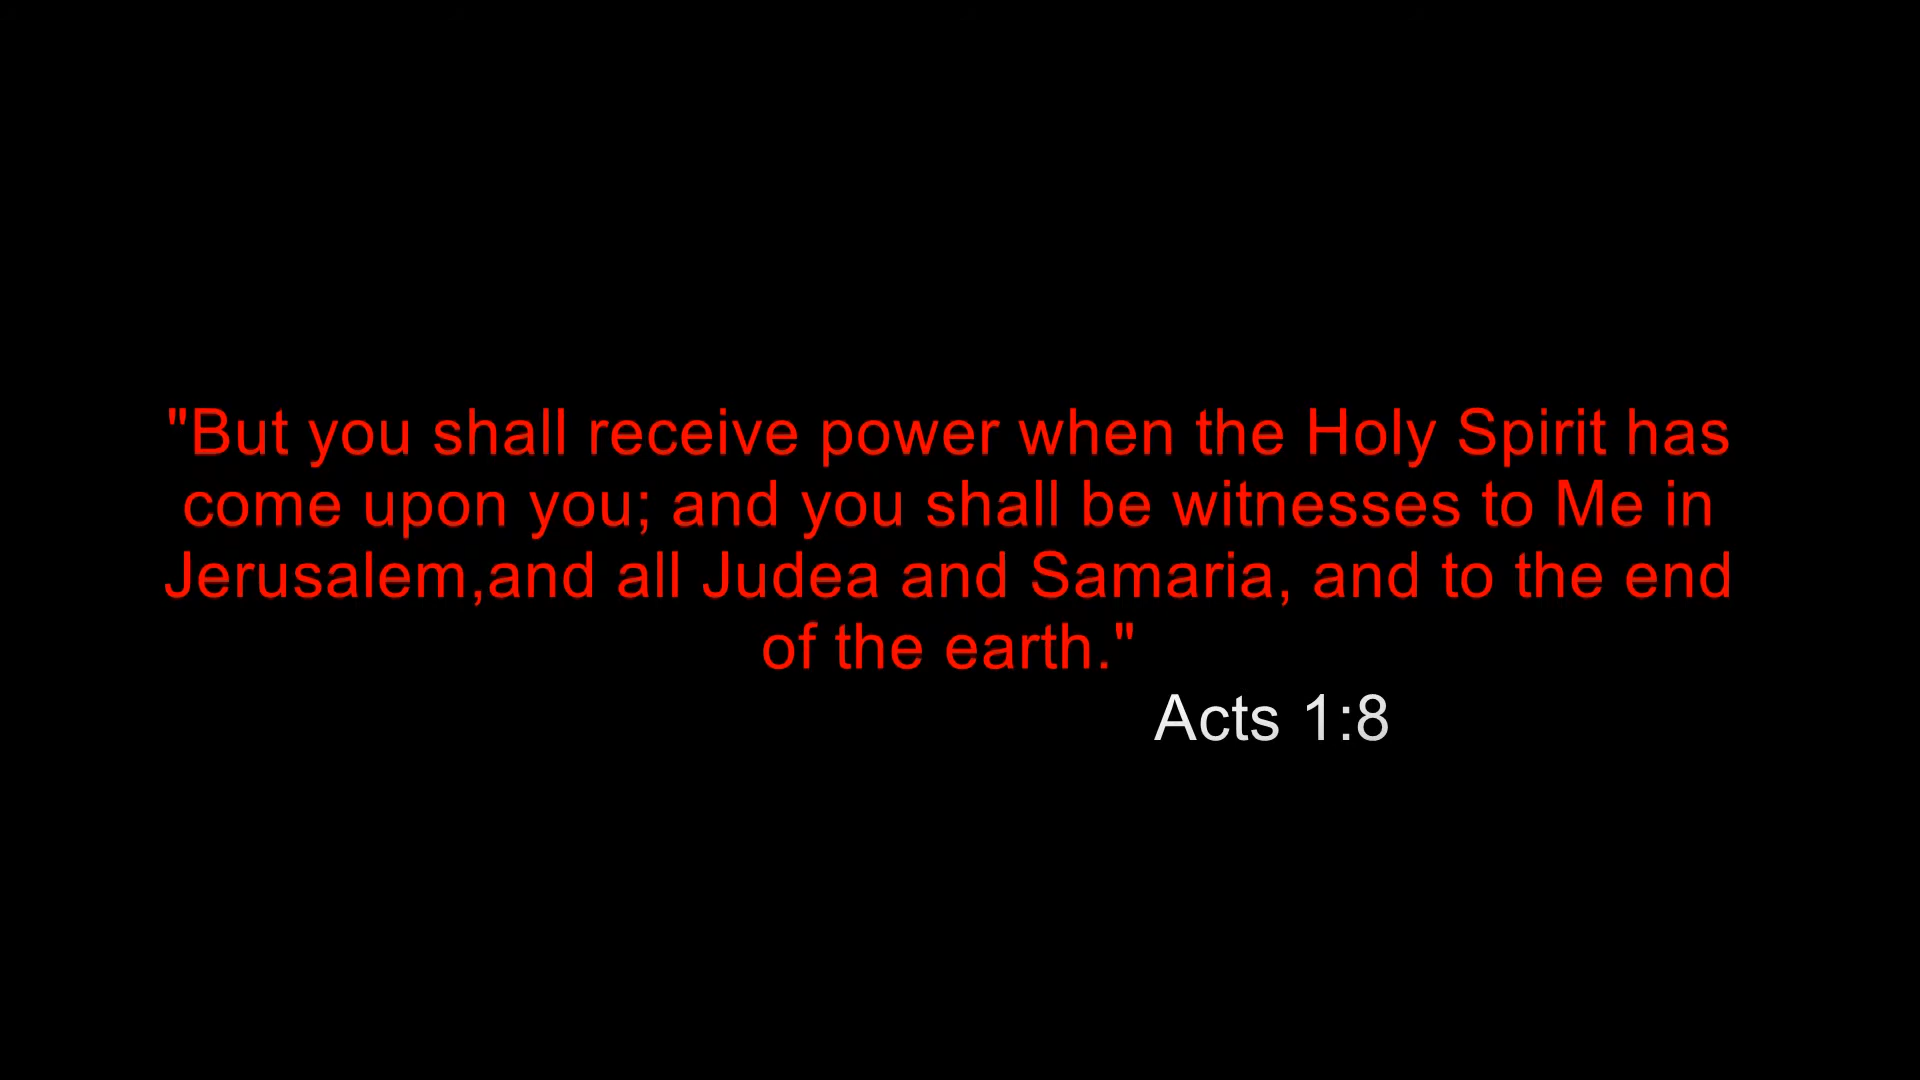 "But you shall receive power when the Holy Spirit has
come upon you; and you shall be witnesses to Me in
Jerusalem,and all Judea and Samaria, and to the end
of the earth."
Acts 1:8